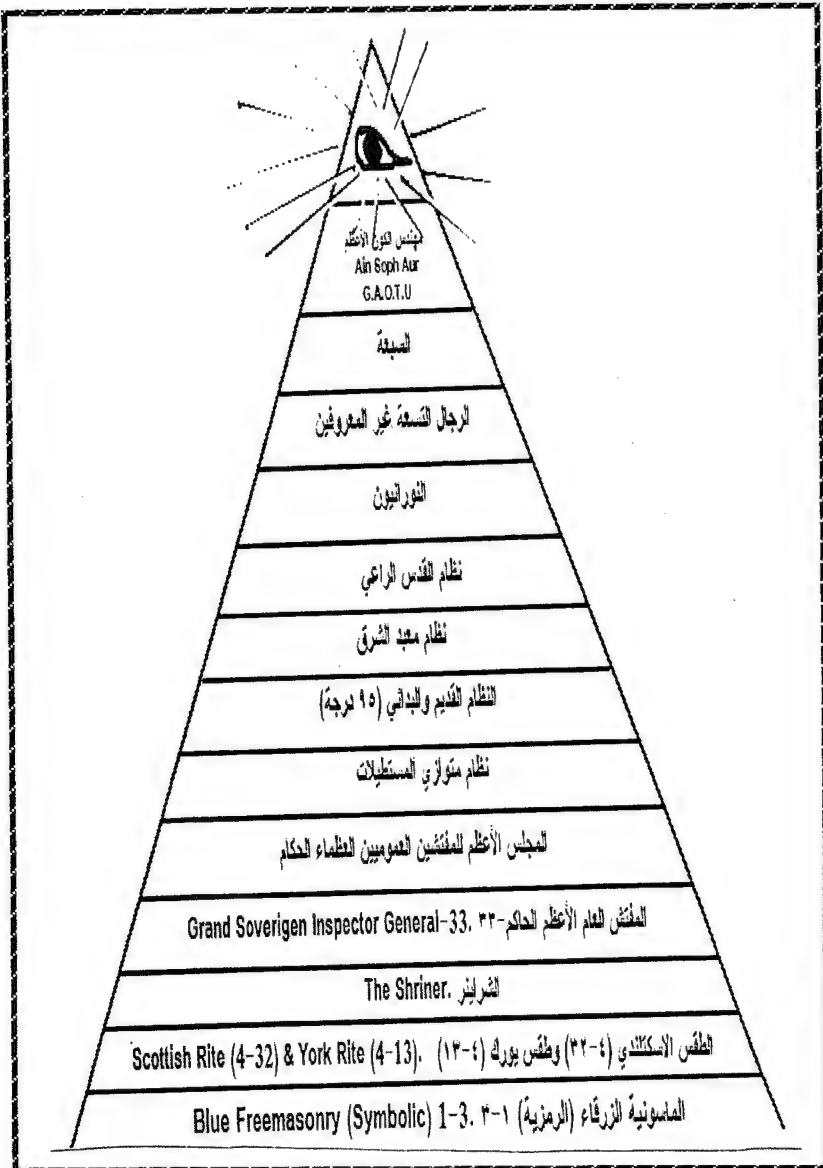 مهندس الكون الأعظم
Ain Soph Aur
G.A.O.T.U
السبعة
الرجال التسعة غير المعروفين
النورانيون
نظام القدس الراعي
نظام معبد الشرق
النظام القديم والبدائي (٩٥ درجة)
نظام متوازي المستطيلات
المجلس الأعظم للمفتشين العموميين العظماء الحكام
المفتش العام الأعظم الحاكم-٣٣ .Grand Soverigen Inspector General-33
الشراينر .The Shriner
الطقس الاسكتلندي (٤-٣٢) وطقس يورك (٤-١٣) .Scottish Rite (4-32) & York Rite (4-13)
الماسونية الزرقاء (الرمزية) ١-٣ .Blue Freemasonry (Symbolic) 1-3